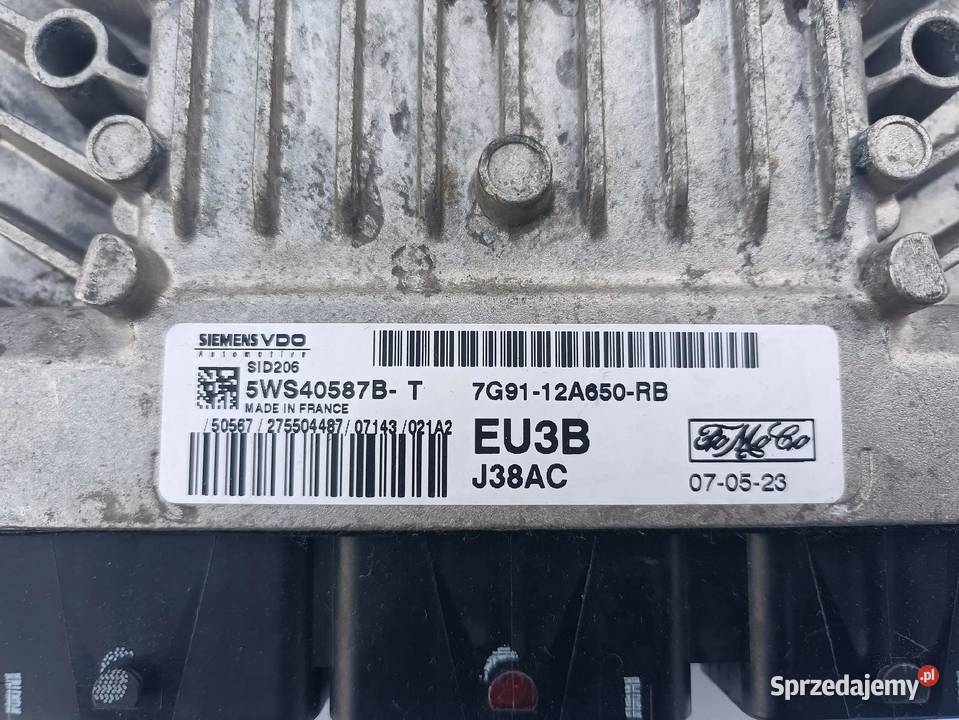 SIEMENS VDO
Automotive
SID206
5WS40587B- T
MADE IN FRANCE
/50567 /275504487/07143/021A2
7G91-12A650-RB
EU3B
J38AC
FoMoCo
07-05-23
Sprzedajemy.pl